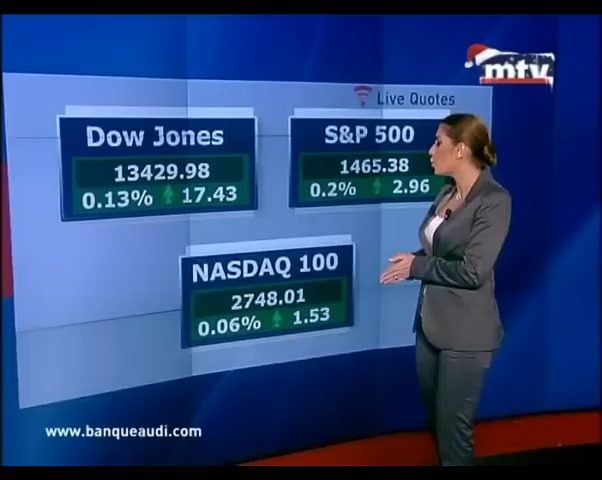 mtv
Live Quotes
Dow Jones
13429.98
0.13% 17.43
S&P 500
1465.38
0.2% 2.96
NASDAQ 100
2748.01
0.06% 1.53
www.banqueaudi.com